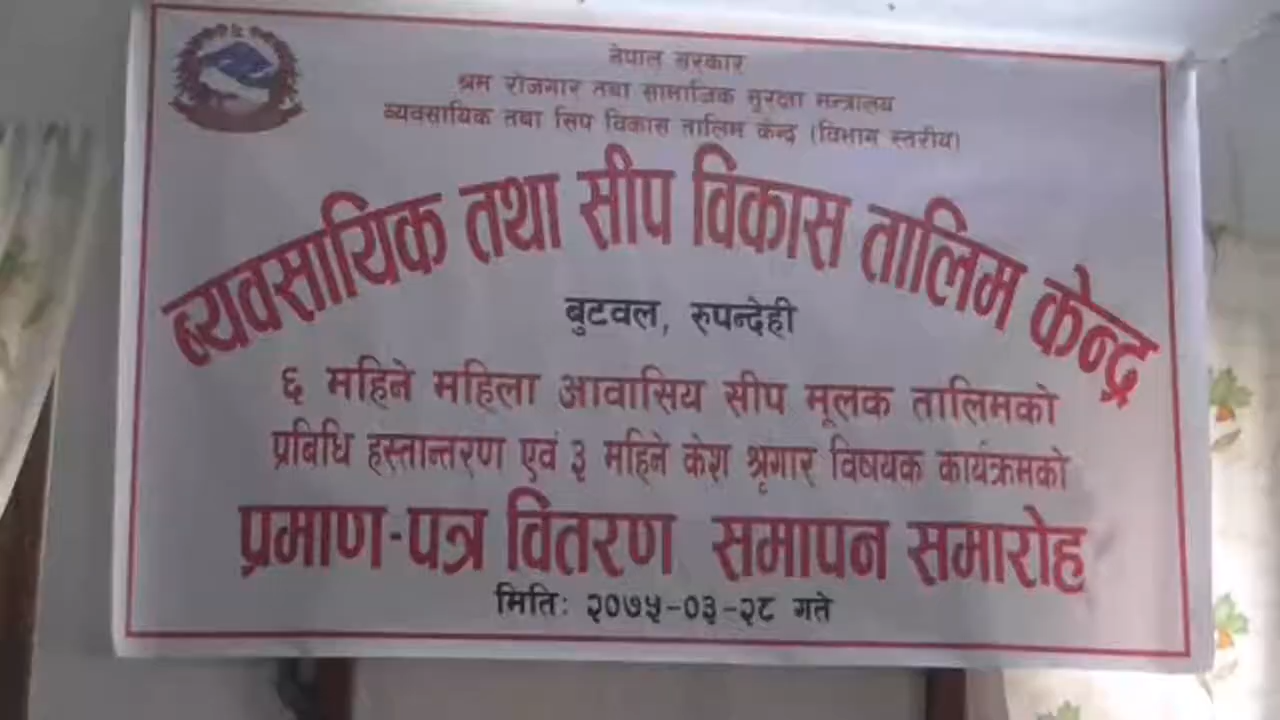 नेपाल सरकार
श्रम रोजगार तथा सामाजिक सुरक्षा मन्त्रालय
व्यवसायिक तथा सिप विकास तालिम केन्द्र (विभाग स्तरीय)
ब्यवसायिक तथा सीप विकास तालिम केन्द्र
बुटवल, रुपन्देही
६ महिने महिला आवासिय सीप मूलक तालिमको
प्रबिधि हस्तान्तरण एवं ३ महिने केश श्रृगार विषयक कार्यक्रमको
प्रमाण-पत्र वितरण समापन समारोह
मितिः २०७५-०३-२८ गते